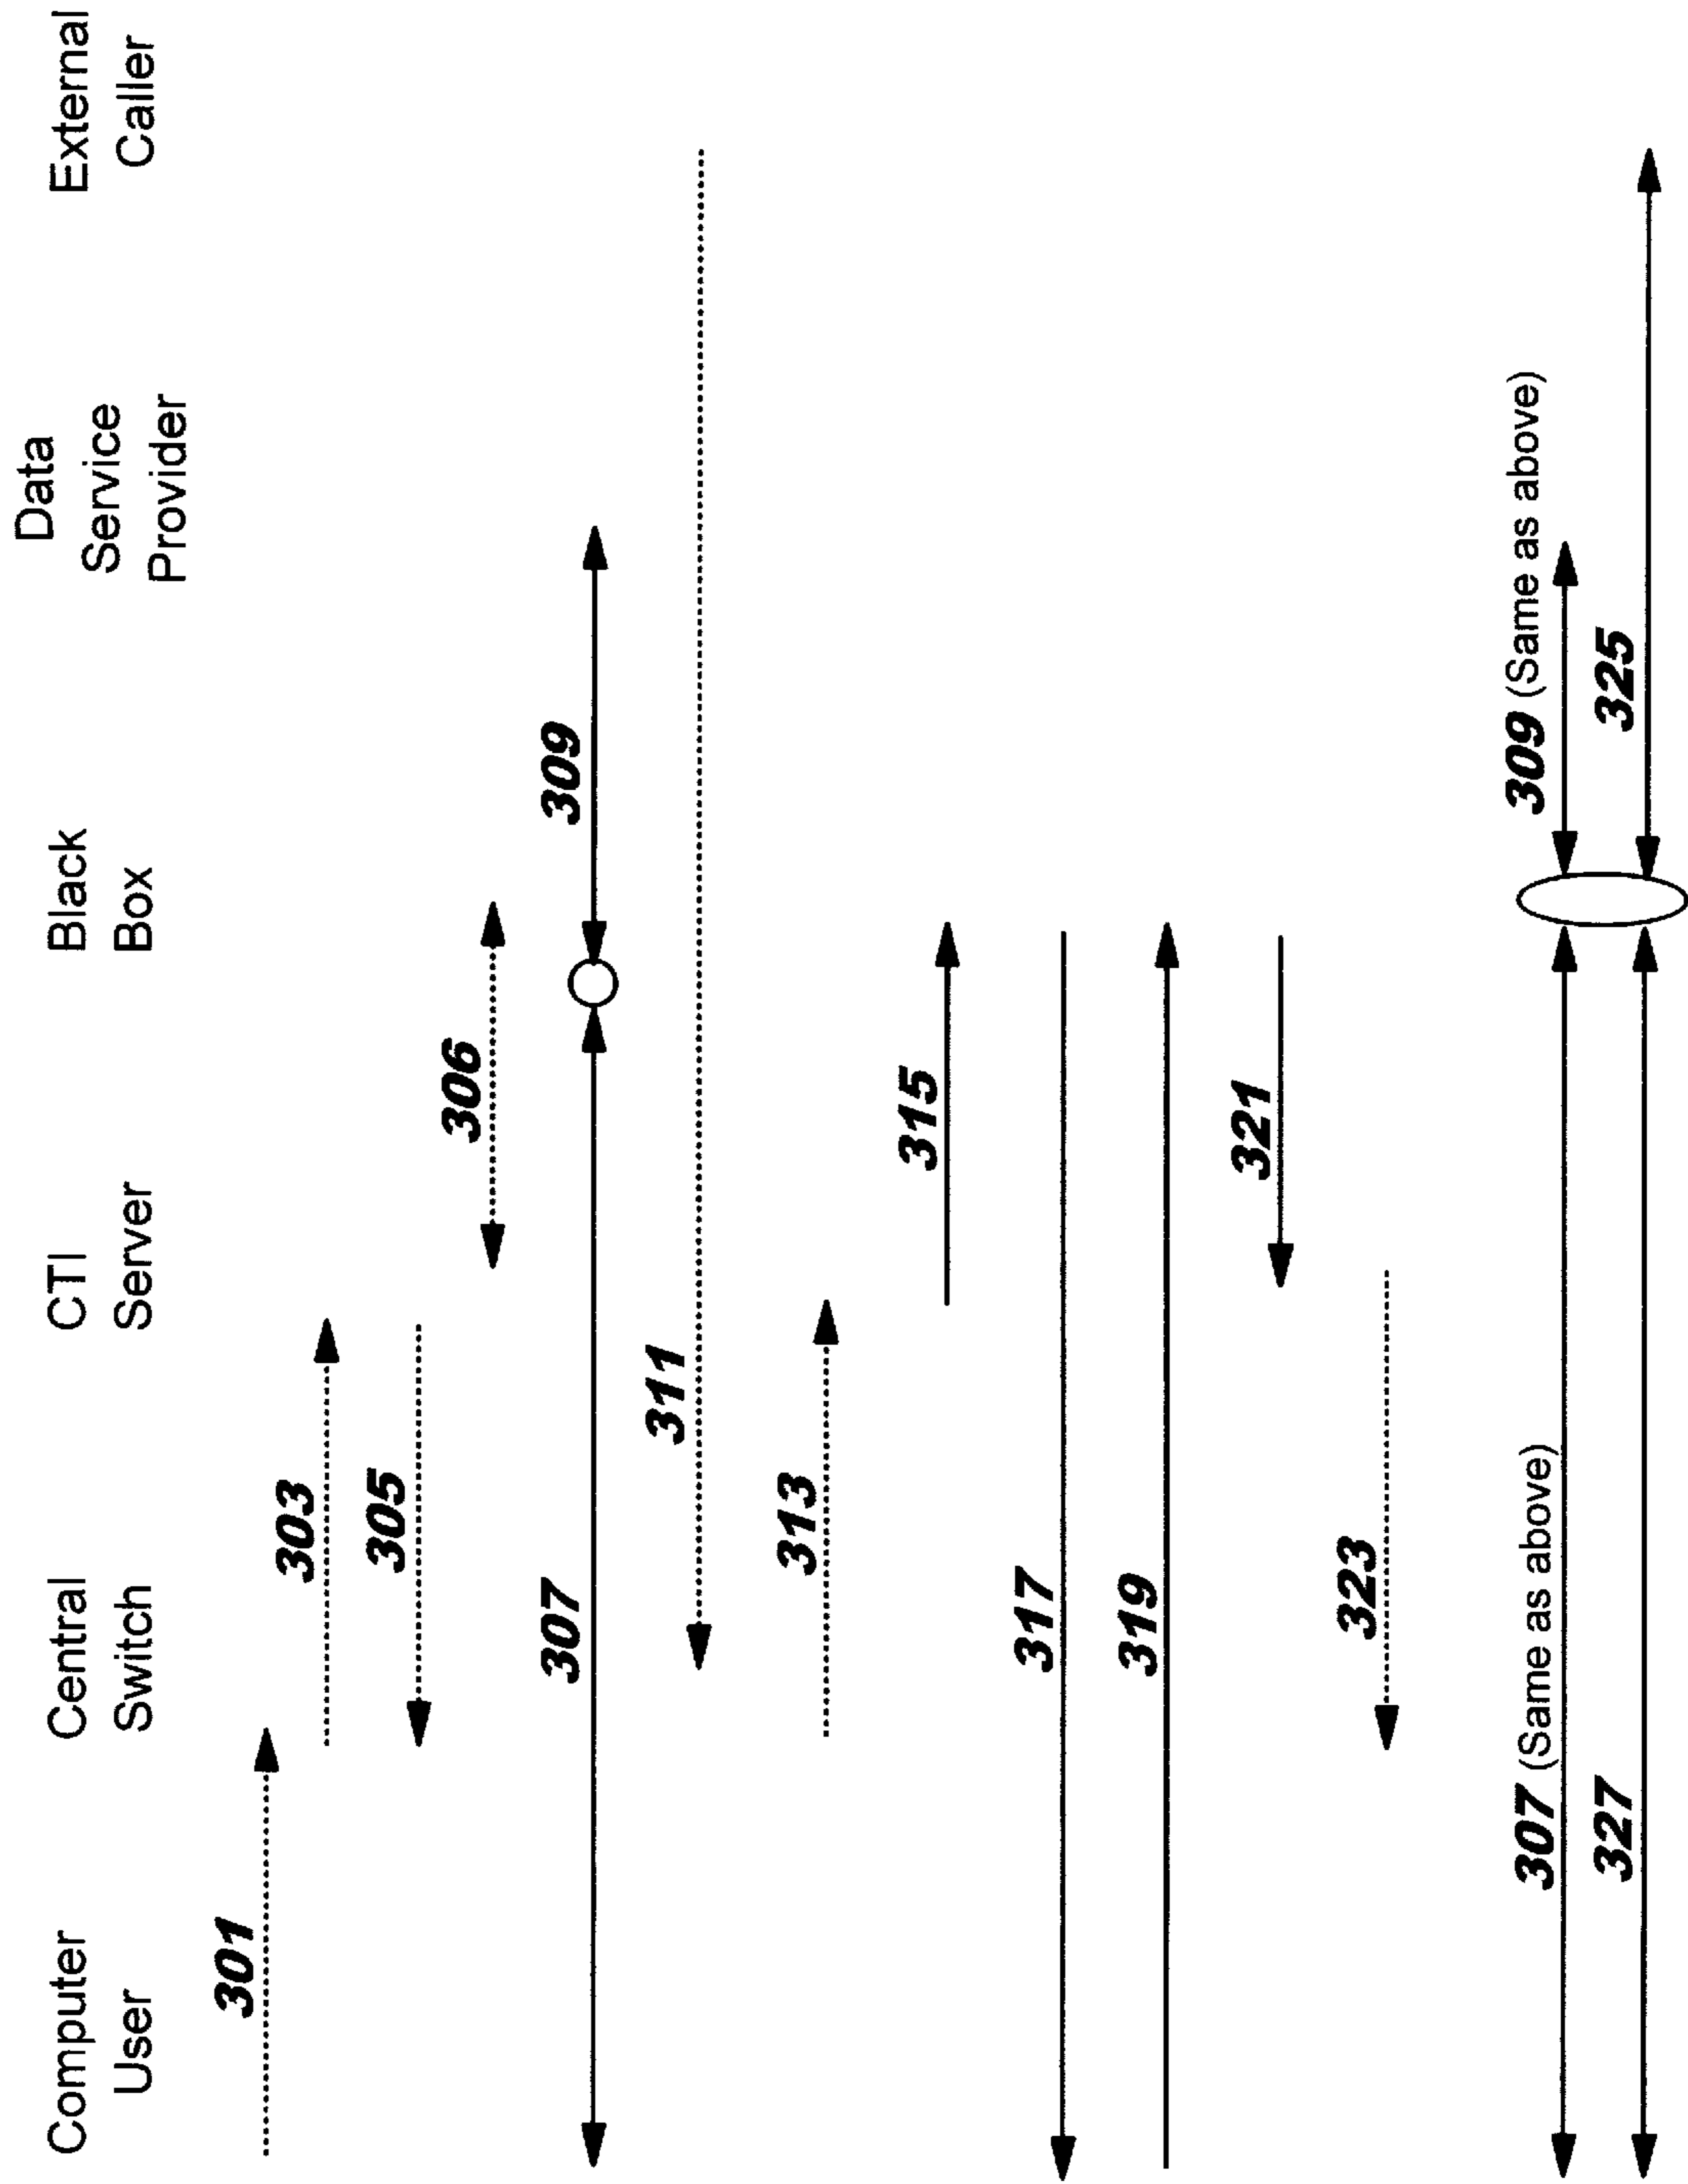 Computer User
Central Switch
CTI Server
Black Box
Data Service Provider
External Caller
301
303
305
306
307
309
311
313
315
317
319
321
323
307 (Same as above)
309 (Same as above)
327
325